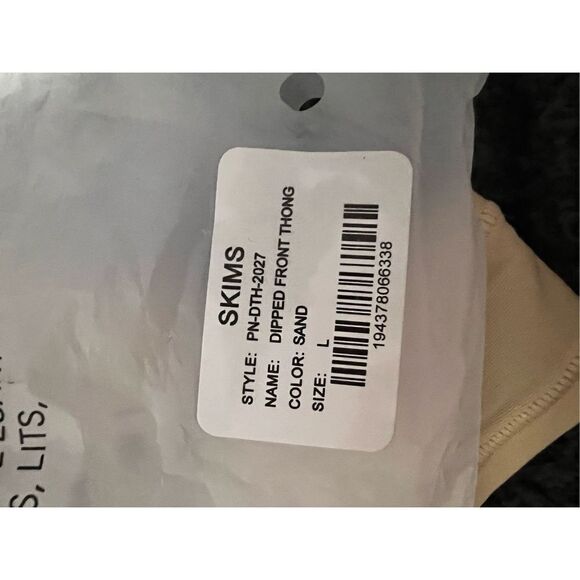 SKIMS
STYLE: PN-DTH-2027
NAME: DIPPED FRONT THONG
COLOR: SAND
SIZE: L
194378066338
S, LITS,